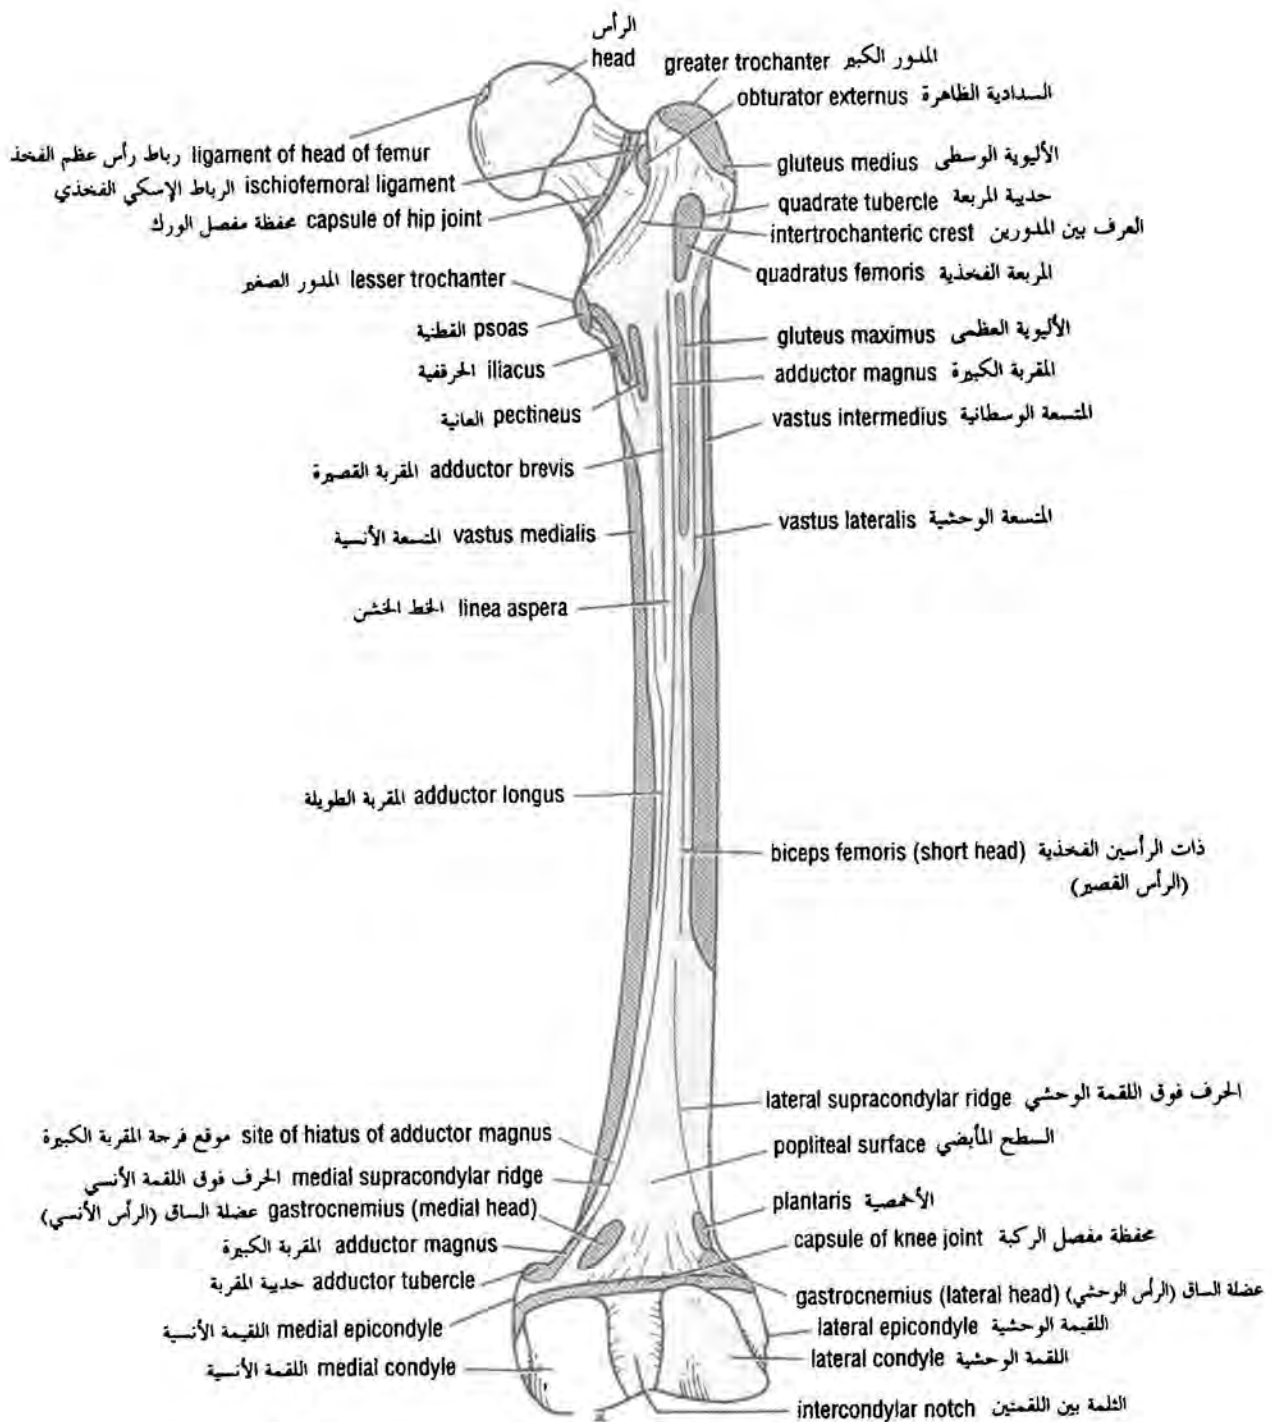 الرأس
head
greater trochanter المدور الكبير
obturator externus السدادية الظاهرة
ligament of head of femur رباط رأس عظم الفخذ
gluteus medius الأليوية الوسطى
ischiofemoral ligament الرباط الإسكي الفخذي
quadrate tubercle حديبة المربعة
capsule of hip joint محفظة مفصل الورك
intertrochanteric crest العرف بين المدورين
lesser trochanter المدور الصغير
quadratus femoris المربعة الفخذية
psoas القطنية
gluteus maximus الأليوية العظمى
iliacus الحرقفية
adductor magnus المقربة الكبيرة
pectineus العانية
vastus intermedius المتسعة الوسطانية
adductor brevis المقربة القصيرة
vastus lateralis المتسعة الوحشية
vastus medialis المتسعة الأنسية
linea aspera الخط الخشن
adductor longus المقربة الطويلة
biceps femoris (short head) ذات الرأسين الفخذية
(الرأس القصير)
lateral supracondylar ridge الحرف فوق اللقمة الوحشي
site of hiatus of adductor magnus موقع فرجة المقربة الكبيرة
popliteal surface السطح المأبضي
medial supracondylar ridge الحرف فوق اللقمة الأنسي
plantaris الأخمصية
gastrocnemius (medial head) عضلة الساق (الرأس الأنسي)
capsule of knee joint محفظة مفصل الركبة
adductor magnus المقربة الكبيرة
adductor tubercle حديبة المقربة
gastrocnemius (lateral head) عضلة الساق (الرأس الوحشي)
medial epicondyle اللقيمة الأنسية
lateral epicondyle اللقيمة الوحشية
medial condyle اللقمة الأنسية
lateral condyle اللقمة الوحشية
intercondylar notch الثلمة بين اللقمتين